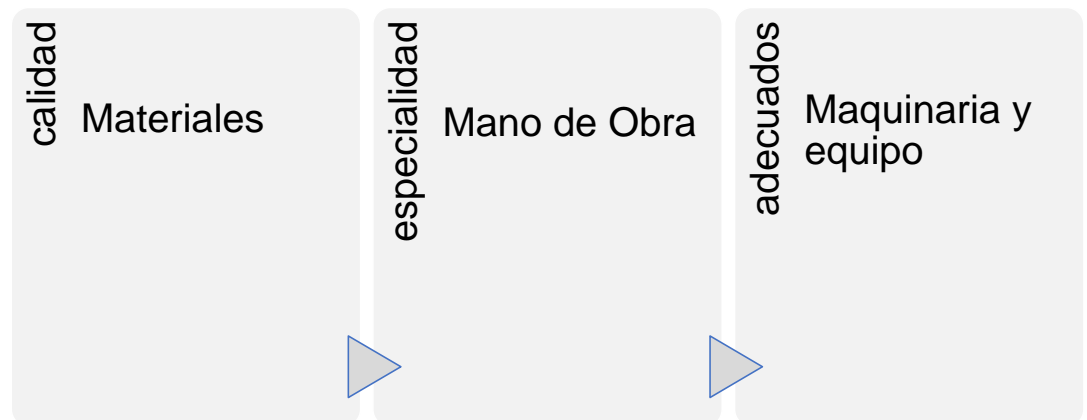 calidad
Materiales
especialidad
Mano de Obra
adecuados
Maquinaria y
equipo